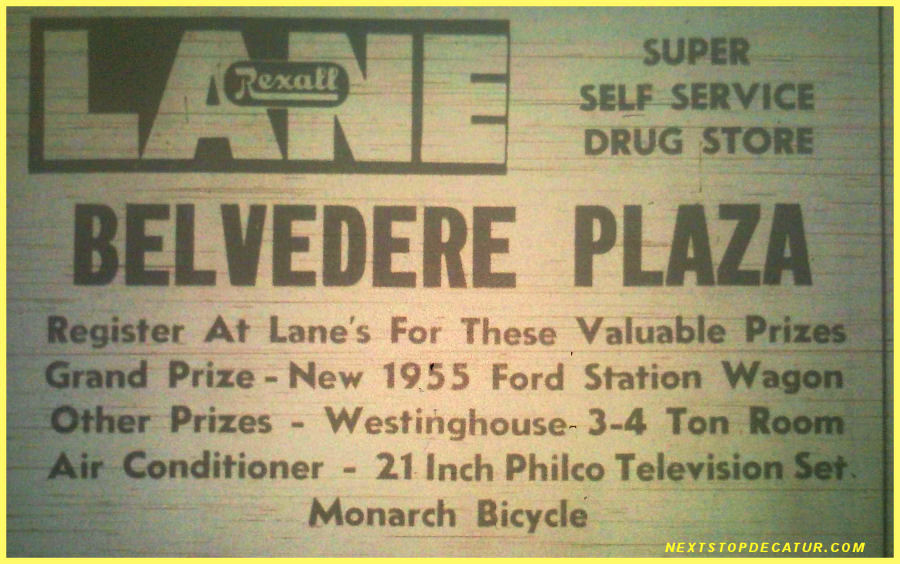 LANE
Rexall
SUPER
SELF SERVICE
DRUG STORE
BELVEDERE PLAZA
Register At Lane's For These Valuable Prizes
Grand Prize - New 1955 Ford Station Wagon
Other Prizes - Westinghouse - 3-4 Ton Room
Air Conditioner - 21 Inch Philco Television Set.
Monarch Bicycle
NEXTSTOPDECATUR.COM